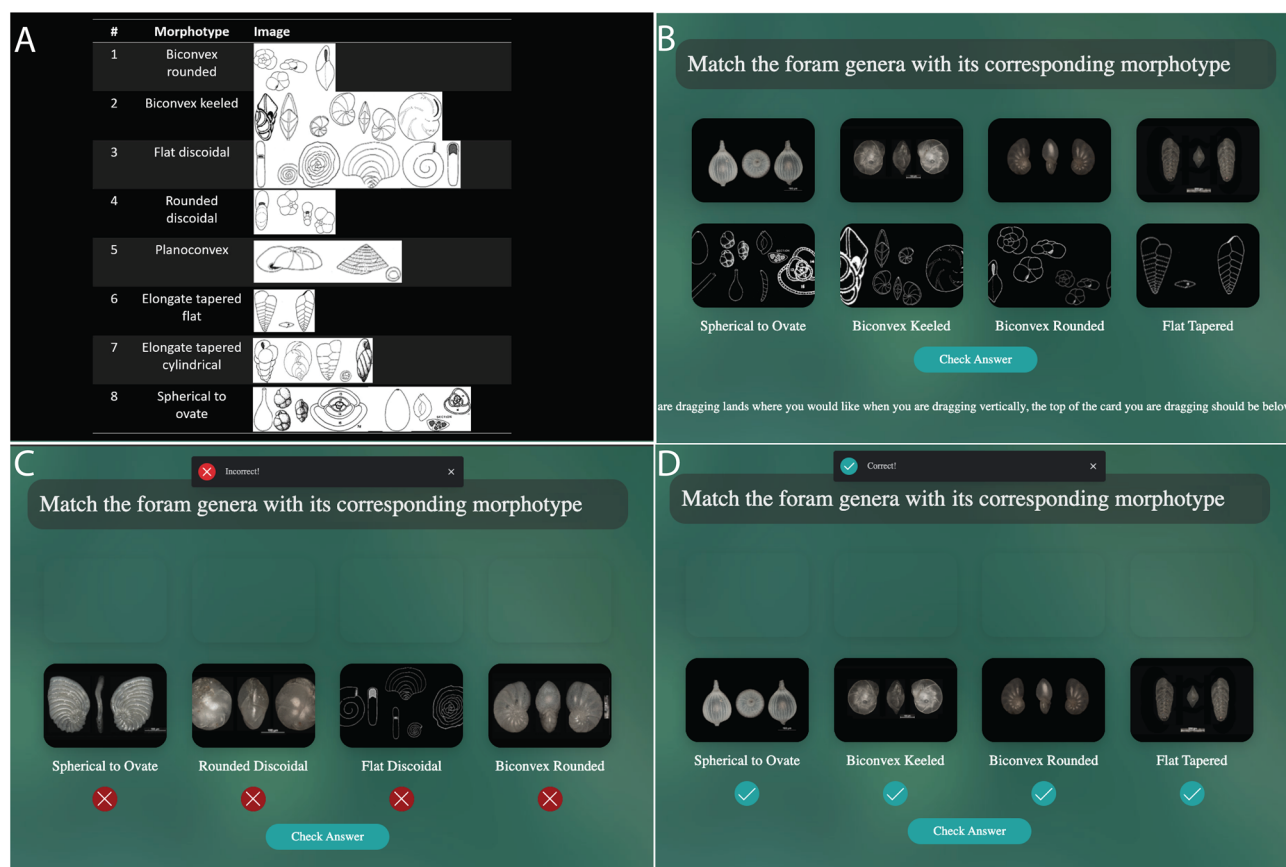 A
# Morphotype Image
1 Biconvex
rounded
2 Biconvex keeled
3 Flat discoidal
4 Rounded
discoidal
5 Planoconvex
6 Elongate tapered
flat
7 Elongate tapered
cylindrical
8 Spherical to
ovate
B
Match the foram genera with its corresponding morphotype
Spherical to Ovate
Biconvex Keeled
Biconvex Rounded
Flat Tapered
Check Answer
are dragging lands where you would like when you are dragging vertically, the top of the card you are dragging should be below
C
Incorrect!
Match the foram genera with its corresponding morphotype
Spherical to Ovate
Rounded Discoidal
Flat Discoidal
Biconvex Rounded
Check Answer
D
Correct!
Match the foram genera with its corresponding morphotype
Spherical to Ovate
Biconvex Keeled
Biconvex Rounded
Flat Tapered
Check Answer